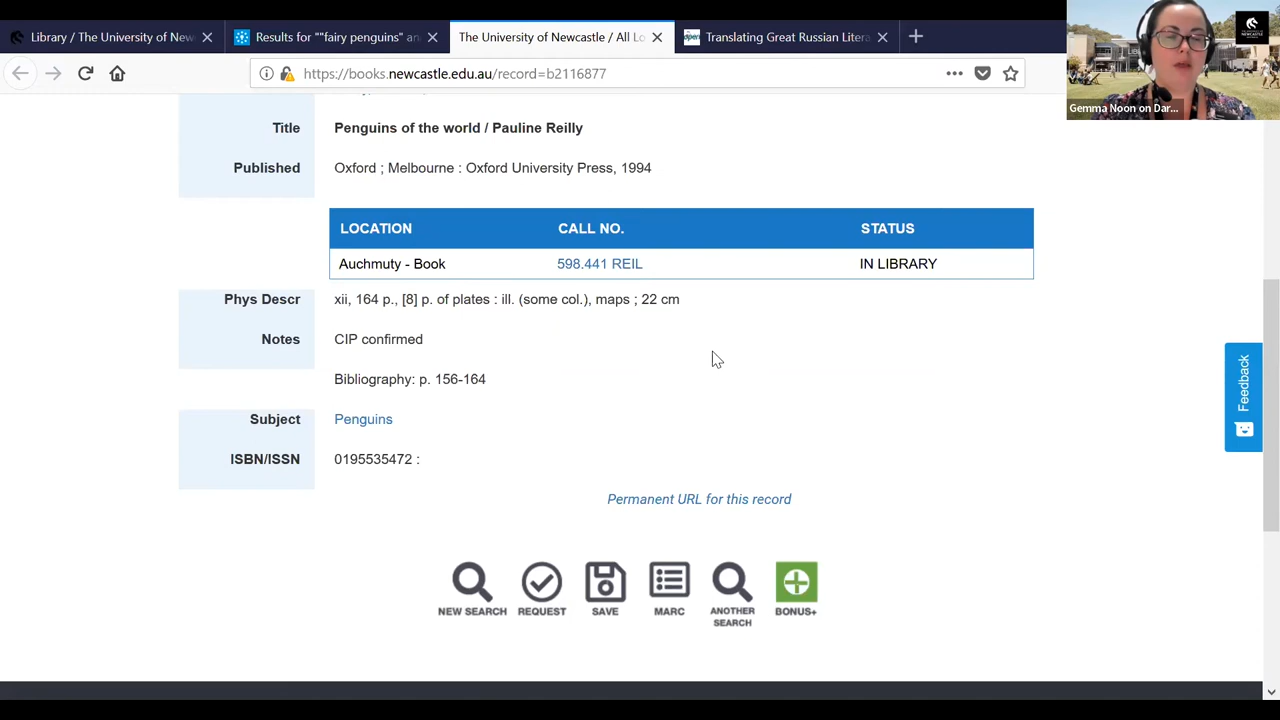 Library / The University of New
Results for ""fairy penguins" an
The University of Newcastle / All Lo
Translating Great Russian Litera
https://books.newcastle.edu.au/record=b2116877
Gemma Noon on Dar...
Title Penguins of the world / Pauline Reilly
Published Oxford ; Melbourne : Oxford University Press, 1994
LOCATION CALL NO. STATUS
Auchmuty - Book 598.441 REIL IN LIBRARY
Phys Descr xii, 164 p., [8] p. of plates : ill. (some col.), maps ; 22 cm
Notes CIP confirmed
Bibliography: p. 156-164
Subject Penguins
ISBN/ISSN 0195535472 :
Permanent URL for this record
Feedback
NEW SEARCH REQUEST SAVE MARC ANOTHER SEARCH BONUS+